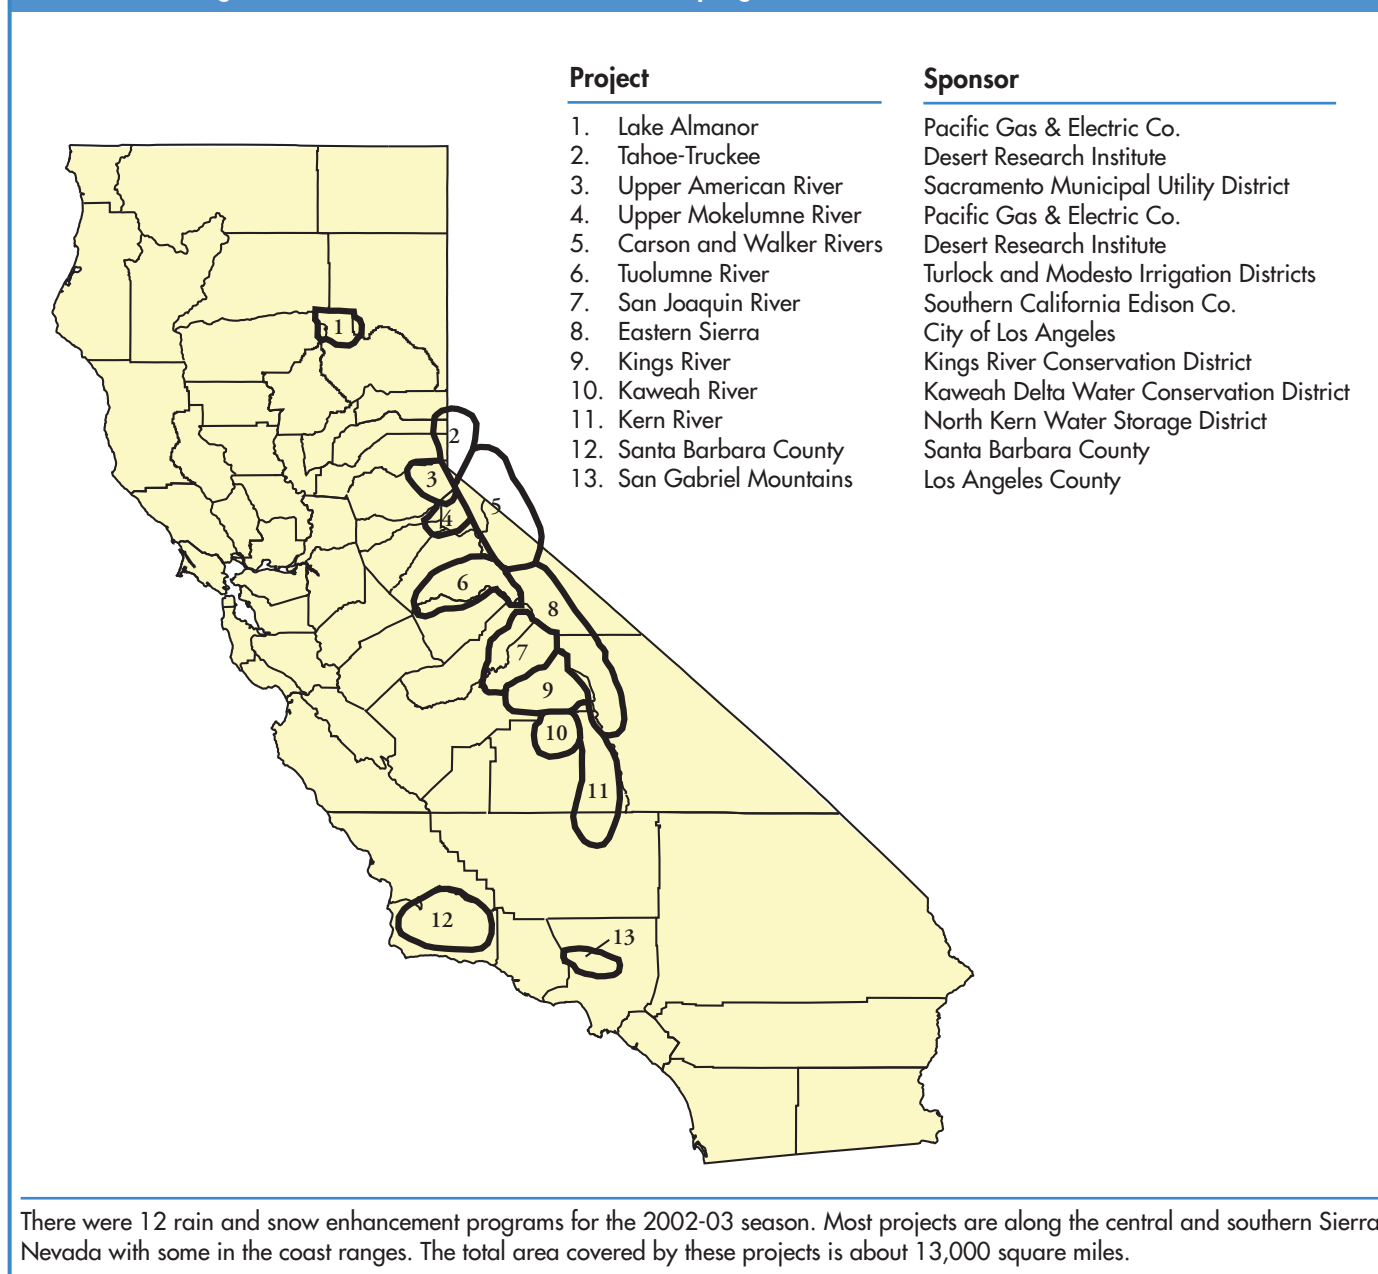 Project Sponsor
1. Lake Almanor Pacific Gas & Electric Co.
2. Tahoe-Truckee Desert Research Institute
3. Upper American River Sacramento Municipal Utility District
4. Upper Mokelumne River Pacific Gas & Electric Co.
5. Carson and Walker Rivers Desert Research Institute
6. Tuolumne River Turlock and Modesto Irrigation Districts
7. San Joaquin River Southern California Edison Co.
8. Eastern Sierra City of Los Angeles
9. Kings River Kings River Conservation District
10. Kaweah River Kaweah Delta Water Conservation District
11. Kern River North Kern Water Storage District
12. Santa Barbara County Santa Barbara County
13. San Gabriel Mountains Los Angeles County
1
2
3
5
4
6
8
7
9
10
11
12
13
There were 12 rain and snow enhancement programs for the 2002-03 season. Most projects are along the central and southern Sierra
Nevada with some in the coast ranges. The total area covered by these projects is about 13,000 square miles.